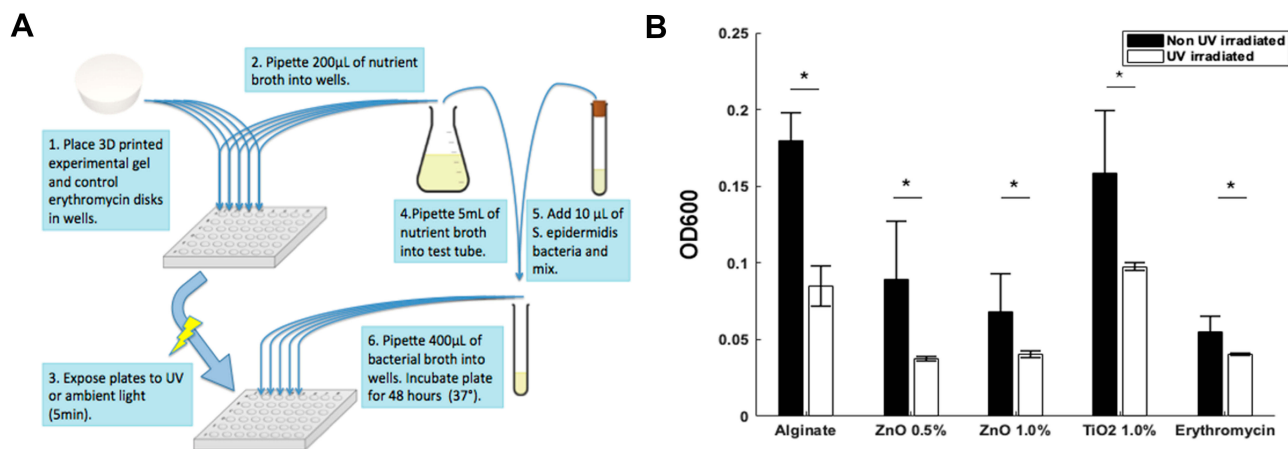 A
2. Pipette 200µL of nutrient
broth into wells.
1. Place 3D printed
experimental gel
and control
erythromycin disks
in wells.
4.Pipette 5mL of
nutrient broth
into test tube.
5. Add 10 µL of
S. epidermidis
bacteria and
mix.
3. Expose plates to UV
or ambient light
(5min).
6. Pipette 400µL of
bacterial broth into
wells. Incubate plate
for 48 hours (37°).
B
Non UV irradiated
UV irradiated
OD600
0.25
0.2
0.15
0.1
0.05
0
* * * * *
Alginate ZnO 0.5% ZnO 1.0% TiO2 1.0% Erythromycin